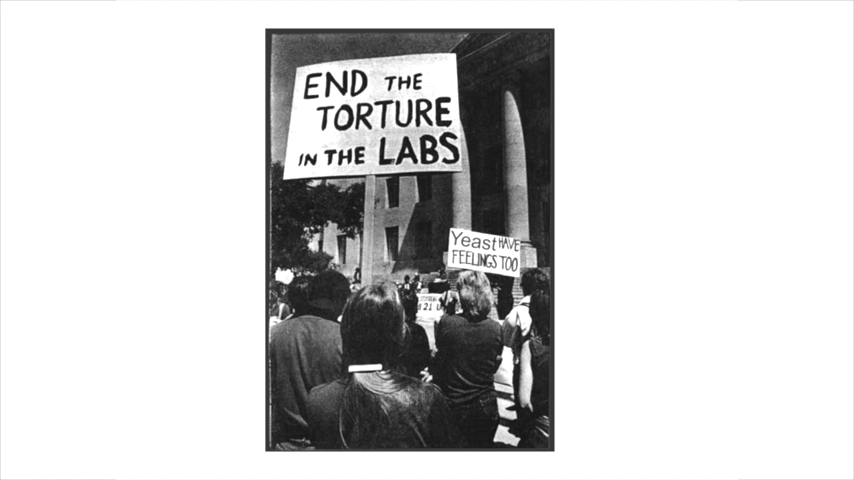 END THE
TORTURE
IN THE LABS
Yeast HAVE
FEELINGS TOO